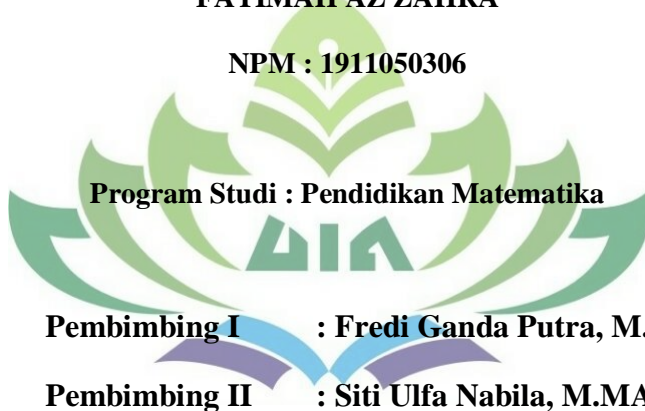 FATIMAH AZ ZAHRA
NPM : 1911050306
Program Studi : Pendidikan Matematika
UIN
Pembimbing I : Fredi Ganda Putra, M.
Pembimbing II : Siti Ulfa Nabila, M.MA